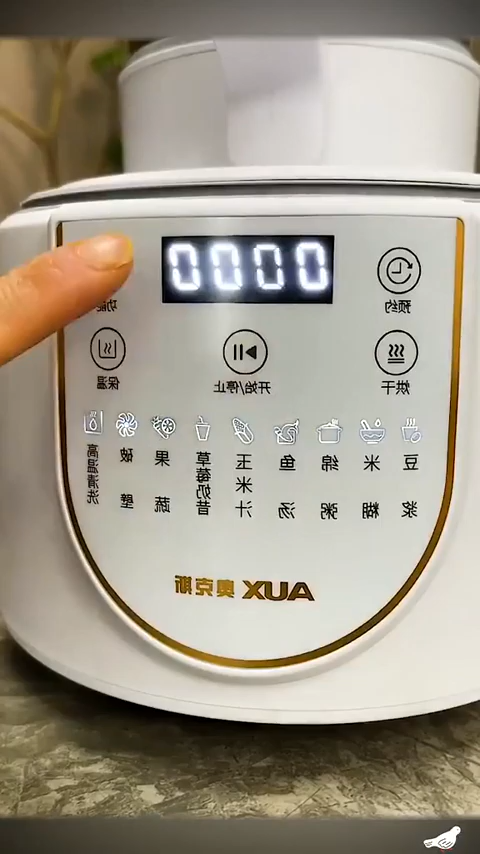 0000
预约
功能
烘干
开始/停止
保温
豆浆
米糊
绵粥
鱼汤
玉米汁
草莓奶昔
果蔬
破壁
高温清洗
AUX 奥克斯